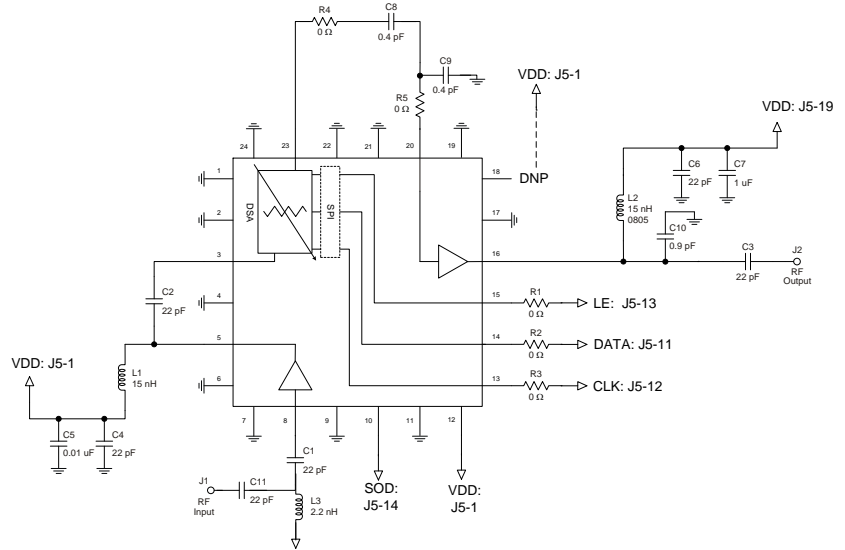 R4
0 Ω
C8
0.4 pF
C9
0.4 pF
R5
0 Ω
VDD: J5-1
VDD: J5-19
24
23
22
21
20
19
1
2
3
4
5
6
18
DNP
17
16
15
14
13
DSA
SPI
L2
15 nH
0805
C6
22 pF
C7
1 uF
C10
0.9 pF
C3
22 pF
J2
RF
Output
R1
0 Ω
LE: J5-13
R2
0 Ω
DATA: J5-11
R3
0 Ω
CLK: J5-12
C2
22 pF
VDD: J5-1
L1
15 nH
C5
0.01 uF
C4
22 pF
7
8
9
10
11
12
C1
22 pF
J1
RF
Input
C11
22 pF
L3
2.2 nH
SOD:
J5-14
VDD:
J5-1